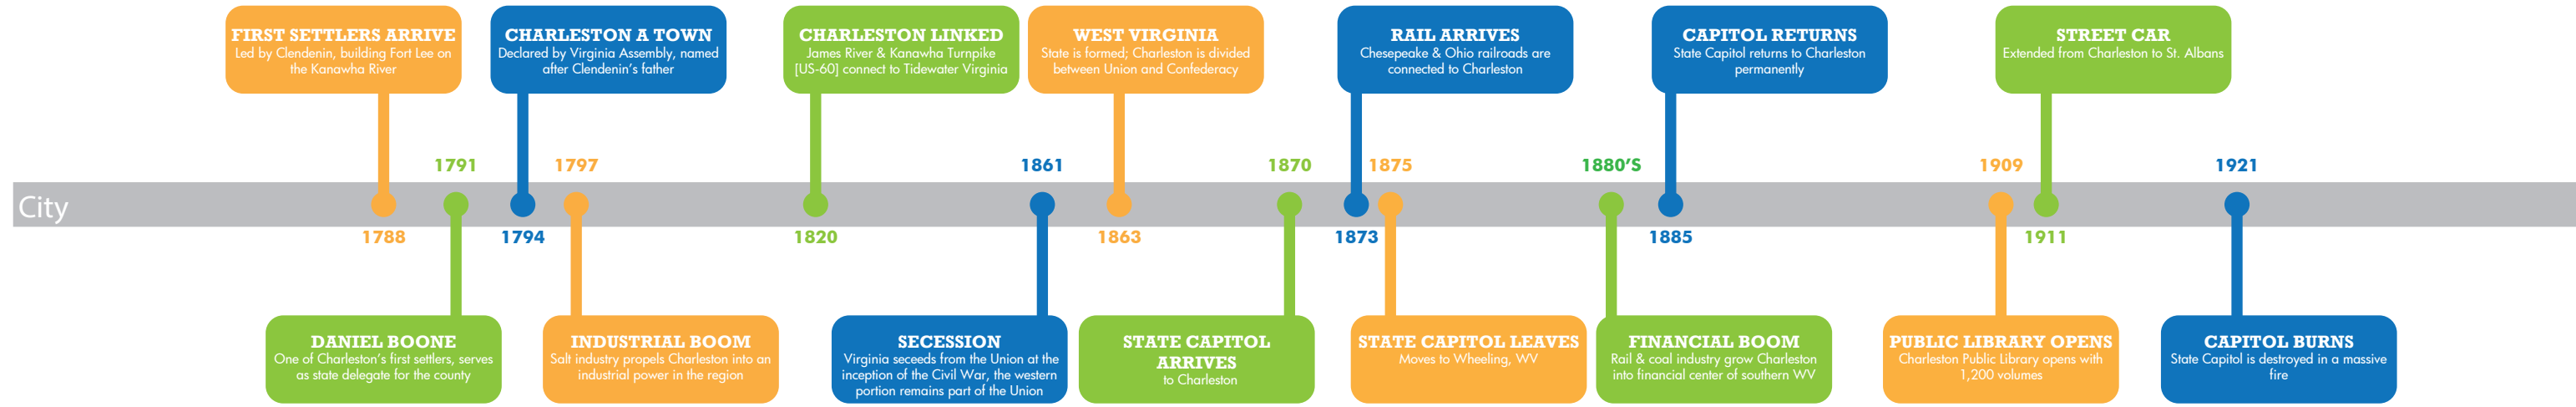 FIRST SETTLERS ARRIVE
Led by Clendenin, building Fort Lee on
the Kanawha River
CHARLESTON A TOWN
Declared by Virginia Assembly, named
after Clendenin's father
CHARLESTON LINKED
James River & Kanawha Turnpike
[US-60] connect to Tidewater Virginia
WEST VIRGINIA
State is formed; Charleston is divided
between Union and Confederacy
RAIL ARRIVES
Chesepeake & Ohio railroads are
connected to Charleston
CAPITOL RETURNS
State Capitol returns to Charleston
permanently
STREET CAR
Extended from Charleston to St. Albans
1791
1797
1861
1870
1875
1880'S
1909
1921
City
1788
1794
1820
1863
1873
1885
1911
DANIEL BOONE
One of Charleston's first settlers, serves
as state delegate for the county
INDUSTRIAL BOOM
Salt industry propels Charleston into an
industrial power in the region
SECESSION
Virginia seceeds from the Union at the
inception of the Civil War, the western
portion remains part of the Union
STATE CAPITOL
ARRIVES
to Charleston
STATE CAPITOL LEAVES
Moves to Wheeling, WV
FINANCIAL BOOM
Rail & coal industry grow Charleston
into financial center of southern WV
PUBLIC LIBRARY OPENS
Charleston Public Library opens with
1,200 volumes
CAPITOL BURNS
State Capitol is destroyed in a massive
fire